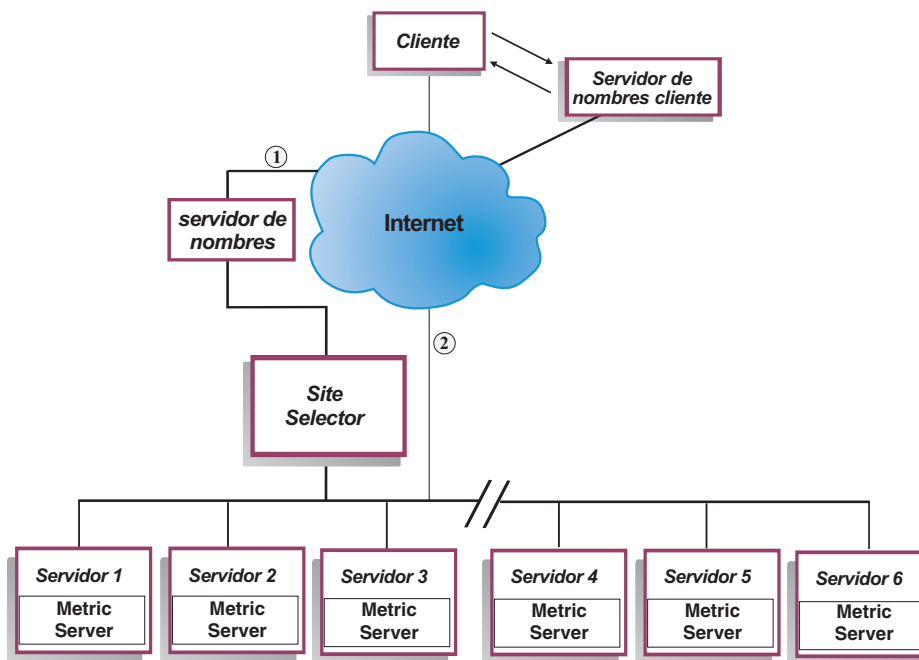 Cliente
Servidor de
nombres cliente
1
servidor de
nombres
Internet
2
Site
Selector
Servidor 1
Metric
Server
Servidor 2
Metric
Server
Servidor 3
Metric
Server
Servidor 4
Metric
Server
Servidor 5
Metric
Server
Servidor 6
Metric
Server